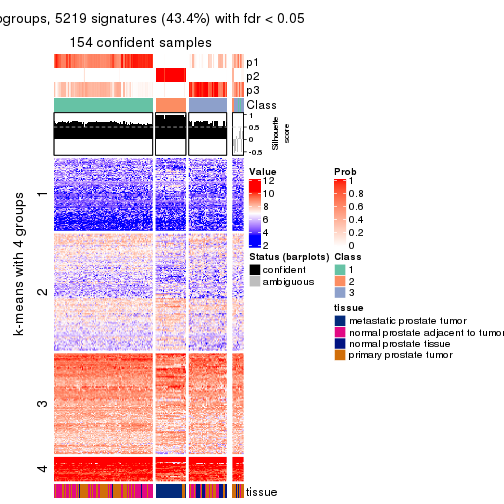 ogroups, 5219 signatures (43.4%) with fdr < 0.05
154 confident samples
p1
p2
p3
Class
1
0.5
0
-0.5
Silhouette
score
k-means with 4 groups
1
2
3
4
tissue
Value
12
10
8
6
4
2
Prob
1
0.8
0.6
0.4
0.2
0
Status (barplots)
confident
ambiguous
Class
1
2
3
tissue
metastatic prostate tumor
normal prostate adjacent to tumor
normal prostate tissue
primary prostate tumor